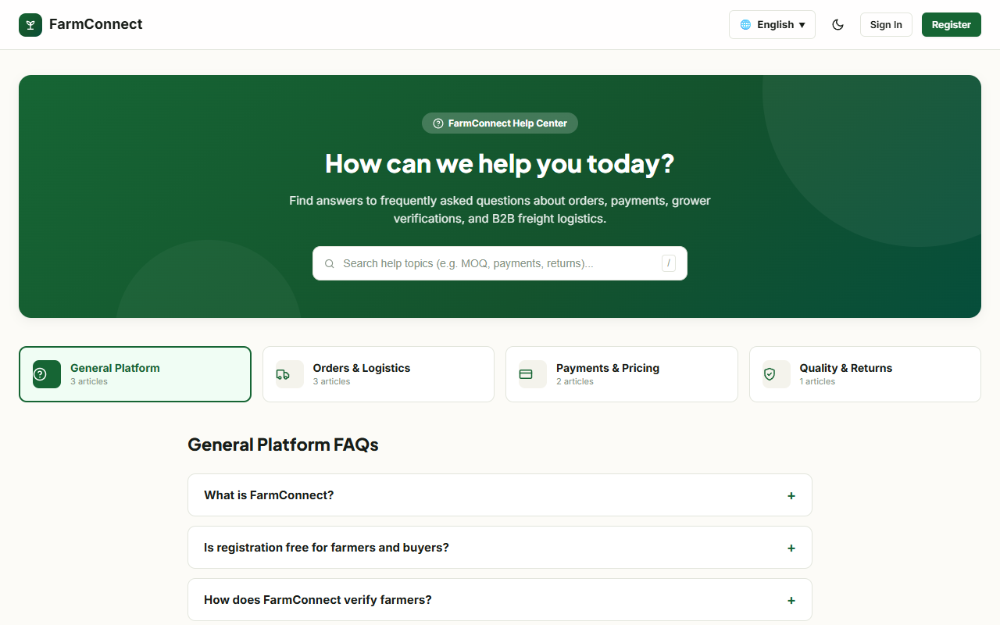 FarmConnect
English ▼
Sign In
Register
FarmConnect Help Center
How can we help you today?
Find answers to frequently asked questions about orders, payments, grower
verifications, and B2B freight logistics.
Search help topics (e.g. MOQ, payments, returns)...
/
General Platform
3 articles
Orders & Logistics
3 articles
Payments & Pricing
2 articles
Quality & Returns
1 articles
General Platform FAQs
What is FarmConnect?
+
Is registration free for farmers and buyers?
+
How does FarmConnect verify farmers?
+